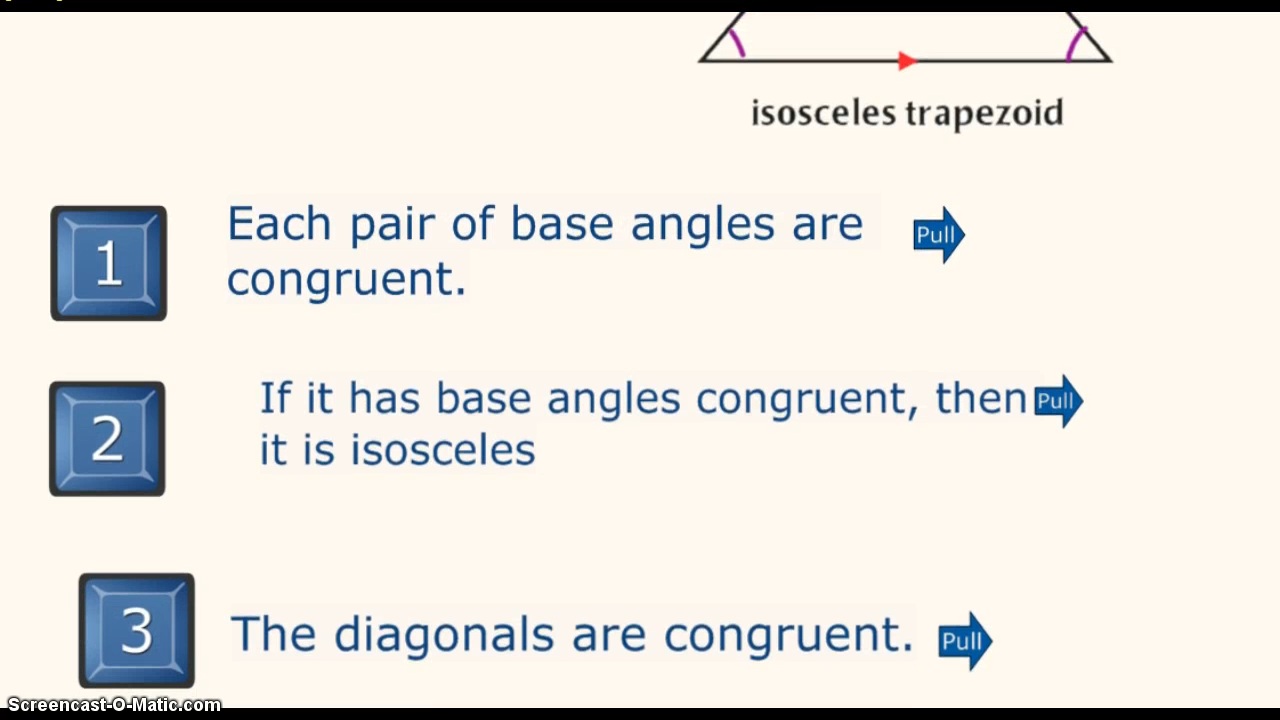 isosceles trapezoid
1
Each pair of base angles are
congruent.
Pull
2
If it has base angles congruent, then
it is isosceles
Pull
3
The diagonals are congruent.
Pull
Screencast-O-Matic.com